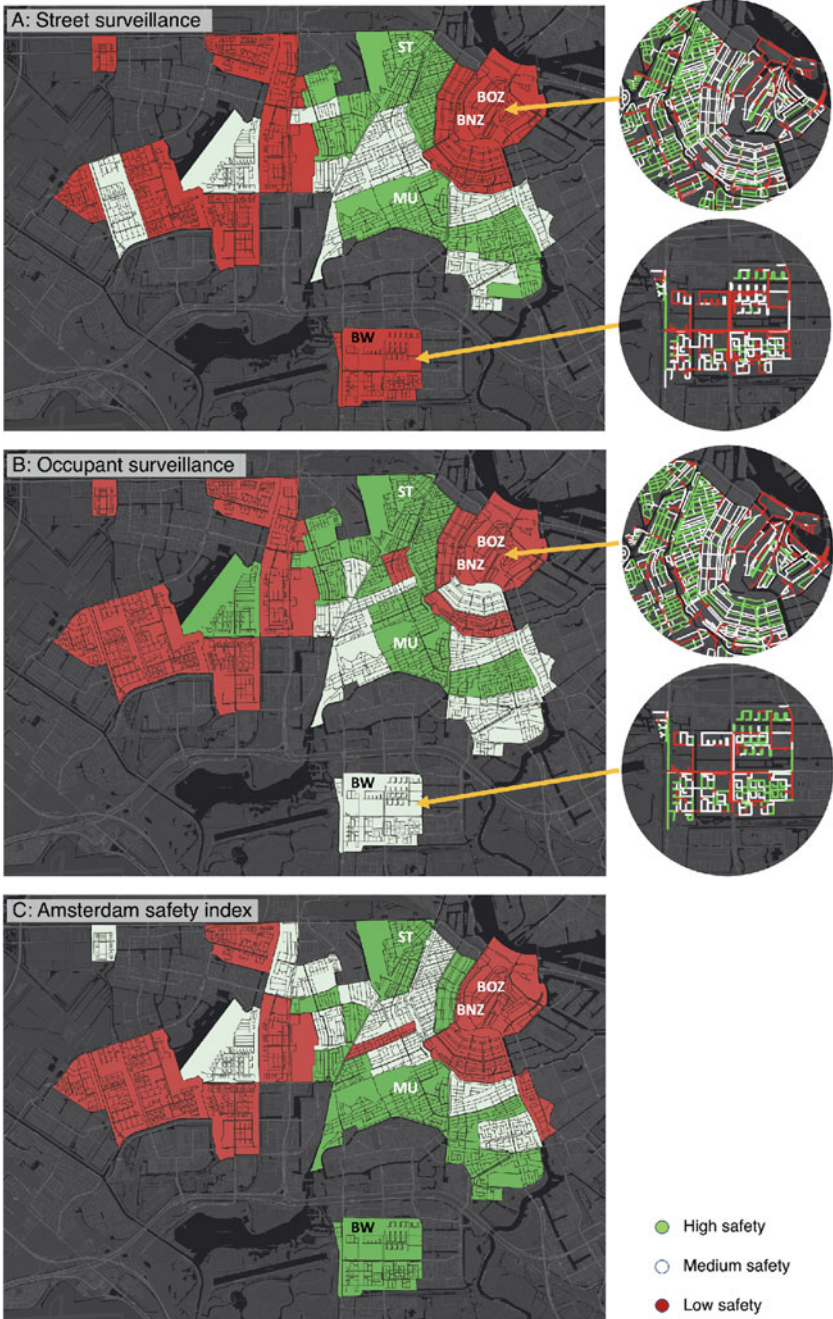 A: Street surveillance
ST
BOZ
BNZ
MU
BW
B: Occupant surveillance
ST
BOZ
BNZ
MU
BW
C: Amsterdam safety index
ST
BOZ
BNZ
MU
BW
High safety
Medium safety
Low safety